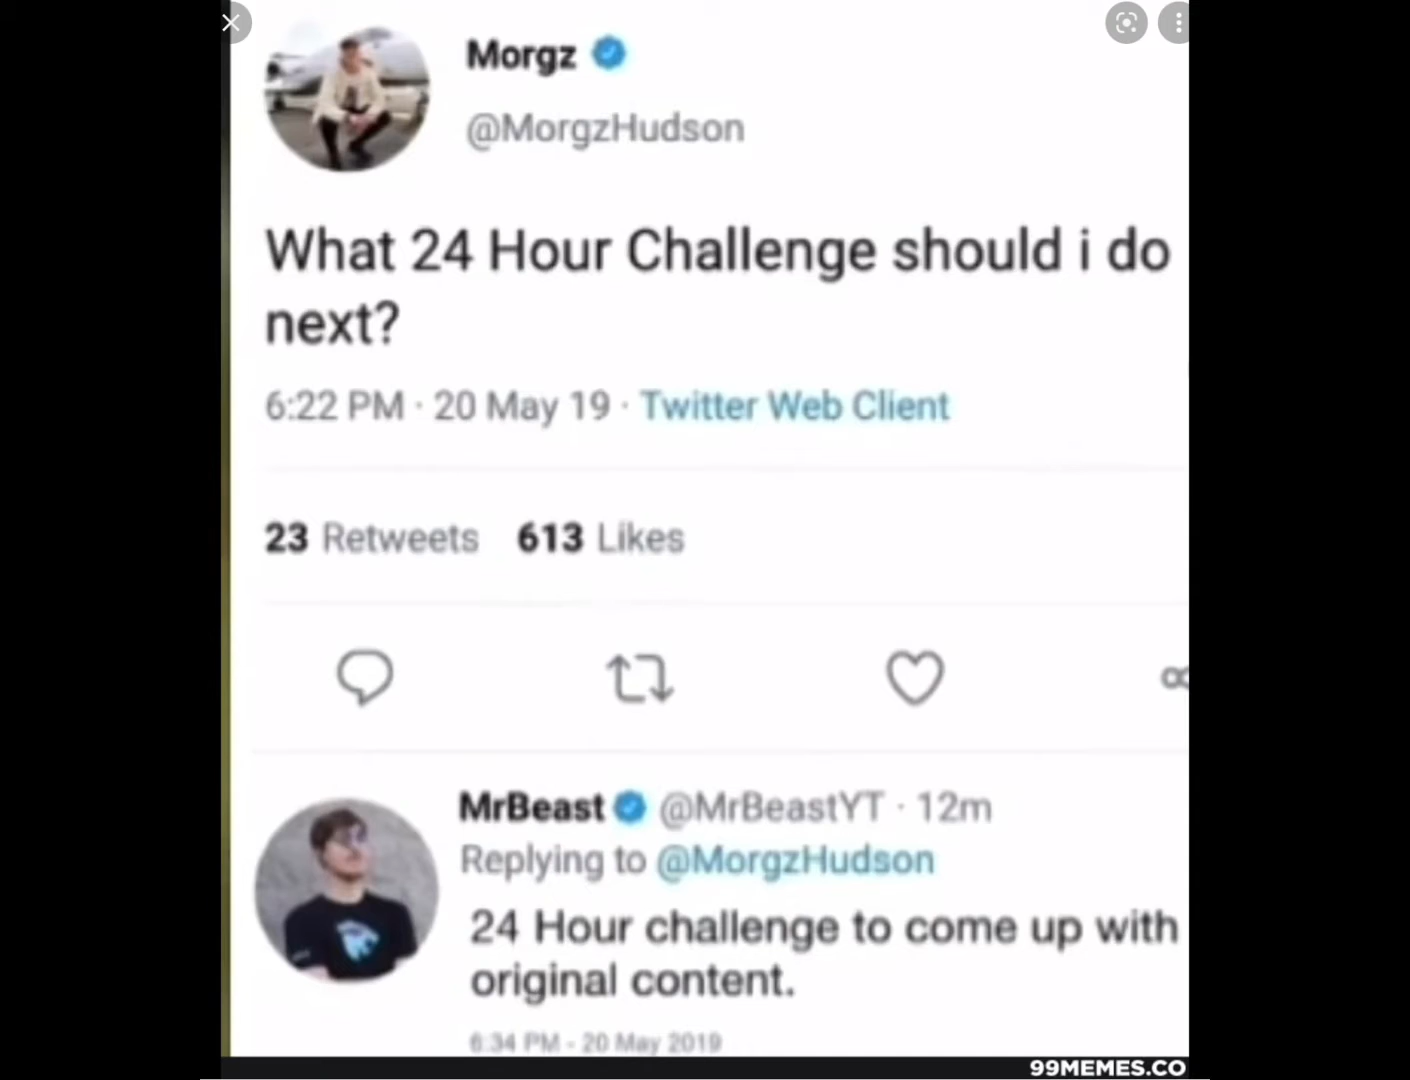 Morgz
@MorgzHudson
What 24 Hour Challenge should i do
next?
6:22 PM · 20 May 19 · Twitter Web Client
23 Retweets 613 Likes
MrBeast @MrBeastYT · 12m
Replying to @MorgzHudson
24 Hour challenge to come up with
original content.
6:34 PM - 20 May 2019
99MEMES.CO